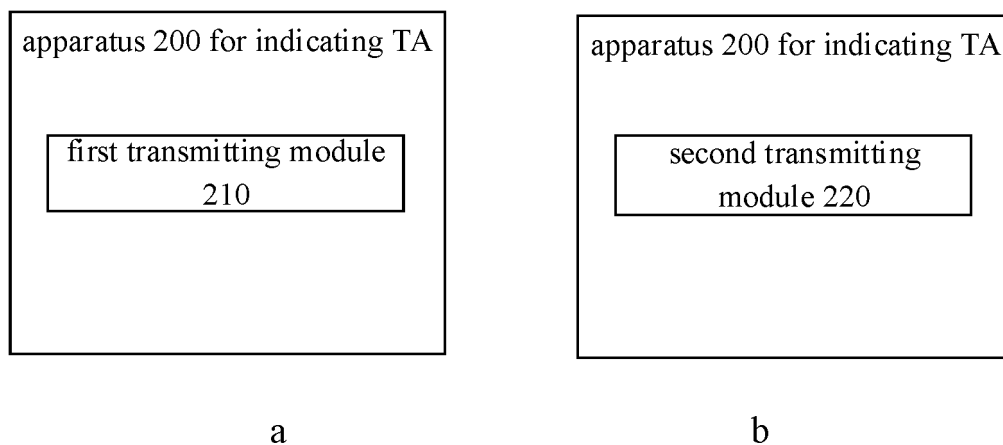 apparatus 200 for indicating TA
first transmitting module
210
a
apparatus 200 for indicating TA
second transmitting
module 220
b